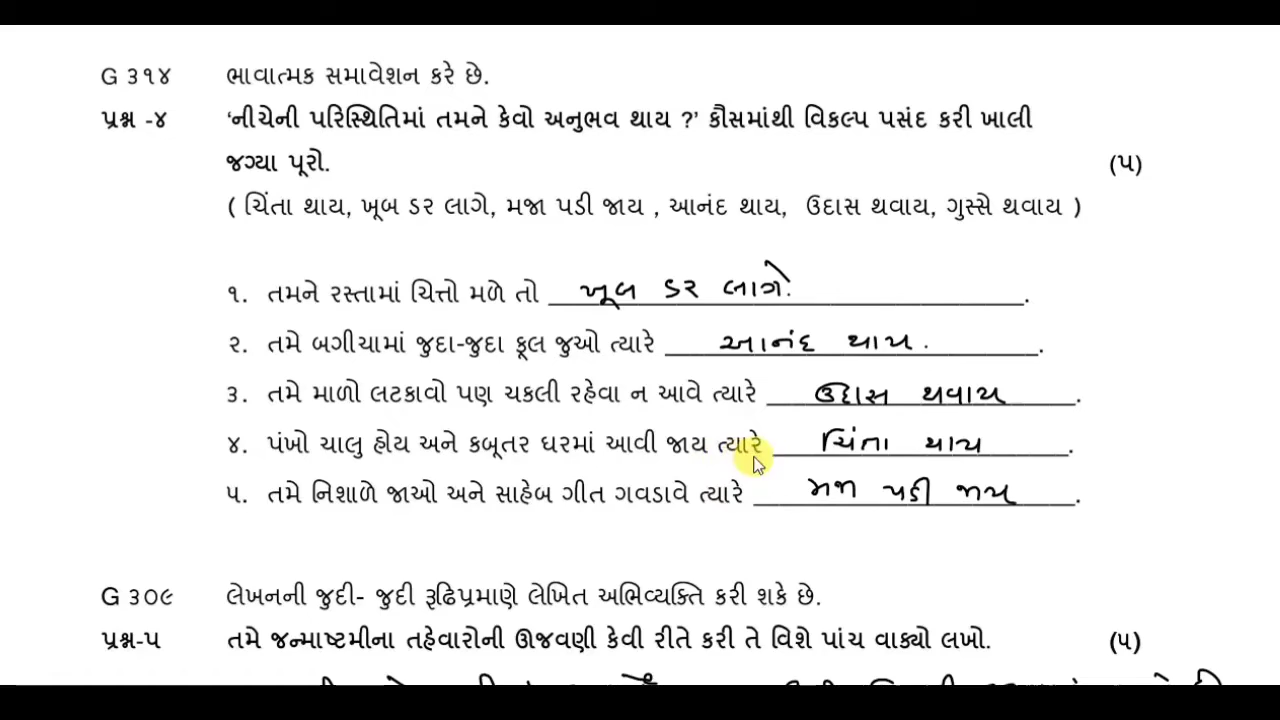 G ૩૧૪ ભાવાત્મક સમાવેશન કરે છે.
પ્રશ્ન -૪ ‘નીચેની પરિસ્થિતિમાં તમને કેવો અનુભવ થાય ?’ કૌસમાંથી વિકલ્પ પસંદ કરી ખાલી
જગ્યા પૂરો. (૫)
( ચિંતા થાય, ખૂબ ડર લાગે, મજા પડી જાય , આનંદ થાય, ઉદાસ થવાય, ગુસ્સે થવાય )
૧. તમને રસ્તામાં ચિત્તો મળે તો ખૂબ ડર લાગે.
૨. તમે બગીચામાં જુદા-જુદા ફૂલ જુઓ ત્યારે આનંદ થાય.
૩. તમે માળો લટકાવો પણ ચકલી રહેવા ન આવે ત્યારે ઉદાસ થવાય.
૪. પંખો ચાલુ હોય અને કબૂતર ઘરમાં આવી જાય ત્યારે ચિંતા થાય.
૫. તમે નિશાળે જાઓ અને સાહેબ ગીત ગવડાવે ત્યારે મજા પડી જાય.
G ૩૦૯ લેખનની જુદી- જુદી રૂઢિપ્રમાણે લેખિત અભિવ્યક્તિ કરી શકે છે.
પ્રશ્ન-૫ તમે જન્માષ્ટમીના તહેવારોની ઊજવણી કેવી રીતે કરી તે વિશે પાંચ વાક્યો લખો. (૫)